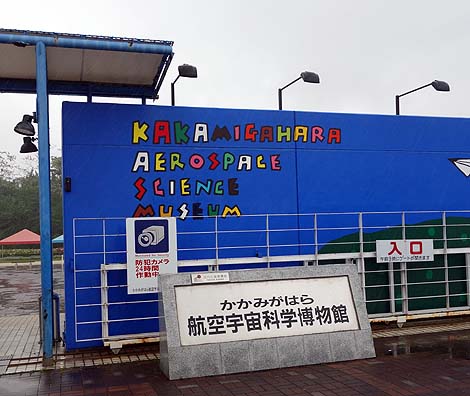 KAKAMIGAHARA
AEROSPACE
SCIENCE
MUSEUM
防犯カメラ
24時間
作動中
入口
かかみがはら
航空宇宙科学博物館